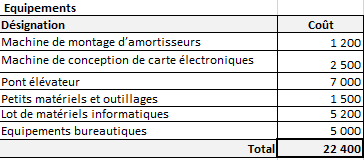 Equipements
Désignation Coût
Machine de montage d'amortisseurs 1 200
Machine de conception de carte électroniques 2 500
Pont élévateur 7 000
Petits matériels et outillages 1 500
Lot de matériels informatiques 5 200
Equipements bureautiques 5 000
Total 22 400